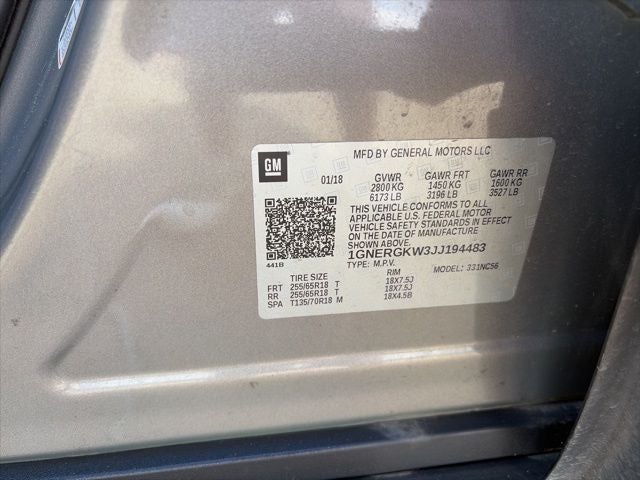 GM
MFD BY GENERAL MOTORS LLC
01/18
GVWR GAWR FRT GAWR RR
2800 KG 1450 KG 1600 KG
6173 LB 3196 LB 3527 LB
THIS VEHICLE CONFORMS TO ALL
APPLICABLE U.S. FEDERAL MOTOR
VEHICLE SAFETY STANDARDS IN EFFECT
ON THE DATE OF MANUFACTURE
SHOWN ABOVE.
1GNERGKW3JJ194483
441B
TYPE: M.P.V. MODEL: 331NC56
TIRE SIZE RIM
FRT 255/65R18 T 18X7.5J
RR 255/65R18 T 18X7.5J
SPA T135/70R18 M 18X4.5B